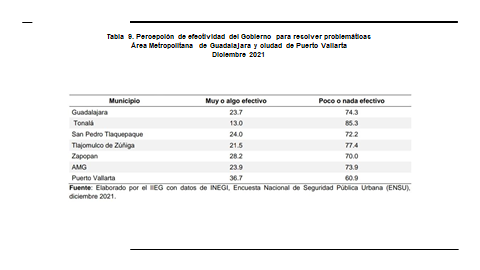 Tabla 9. Percepción de efectividad del Gobierno para resolver problemáticas
Área Metropolitana de Guadalajara y ciudad de Puerto Vallarta
Diciembre 2021
Municipio Muy o algo efectivo Poco o nada efectivo
Guadalajara 23.7 74.3
Tonalá 13.0 85.3
San Pedro Tlaquepaque 24.0 72.2
Tlajomulco de Zúñiga 21.5 77.4
Zapopan 28.2 70.0
AMG 23.9 73.9
Puerto Vallarta 36.7 60.9
Fuente: Elaborado por el IIEG con datos de INEGI, Encuesta Nacional de Seguridad Pública Urbana (ENSU),
diciembre 2021.